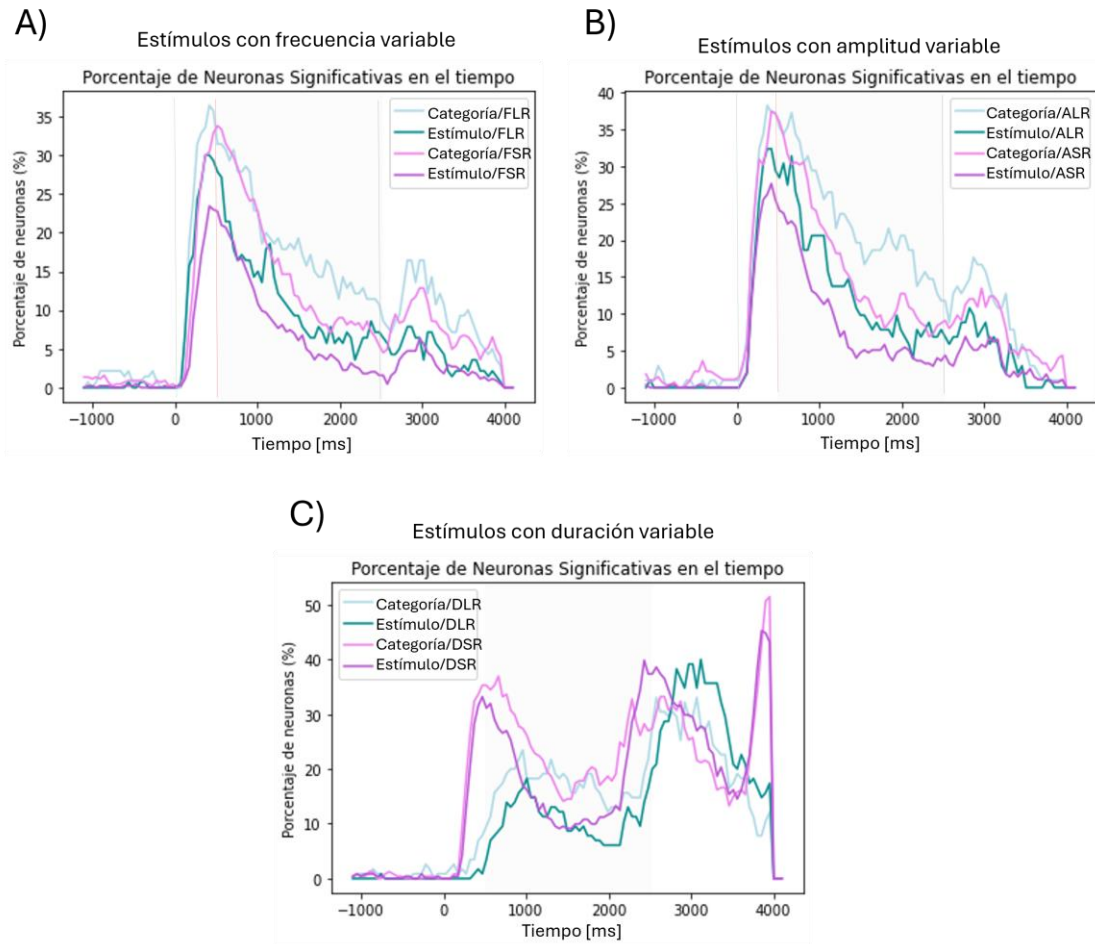 A)
Estímulos con frecuencia variable
Porcentaje de Neuronas Significativas en el tiempo
Porcentaje de neuronas (%)
35
30
25
20
15
10
5
0
Categoría/FLR
Estímulo/FLR
Categoría/FSR
Estímulo/FSR
−1000 0 1000 2000 3000 4000
Tiempo [ms]
B)
Estímulos con amplitud variable
Porcentaje de Neuronas Significativas en el tiempo
Porcentaje de neuronas (%)
40
35
30
25
20
15
10
5
0
Categoría/ALR
Estímulo/ALR
Categoría/ASR
Estímulo/ASR
−1000 0 1000 2000 3000 4000
Tiempo [ms]
C)
Estímulos con duración variable
Porcentaje de Neuronas Significativas en el tiempo
Porcentaje de neuronas (%)
50
40
30
20
10
0
Categoría/DLR
Estímulo/DLR
Categoría/DSR
Estímulo/DSR
−1000 0 1000 2000 3000 4000
Tiempo [ms]